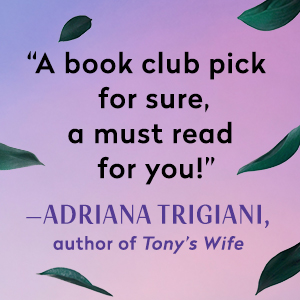 “A book club pick
for sure,
a must read
for you!”
—ADRIANA TRIGIANI,
author of Tony’s Wife